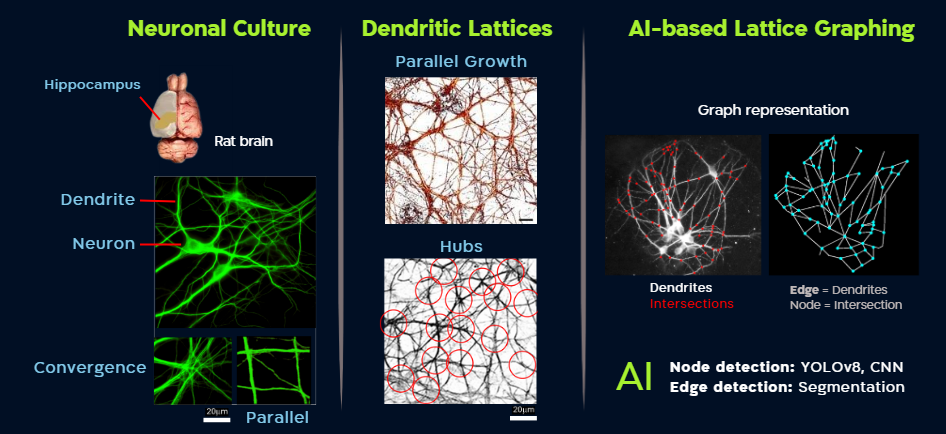 Neuronal Culture
Hippocampus
Rat brain
Dendrite
Neuron
Convergence
20μm
Parallel
Dendritic Lattices
Parallel Growth
Hubs
20μm
AI-based Lattice Graphing
Graph representation
Dendrites
Intersections
Edge = Dendrites
Node = Intersection
AI
Node detection: YOLOv8, CNN
Edge detection: Segmentation